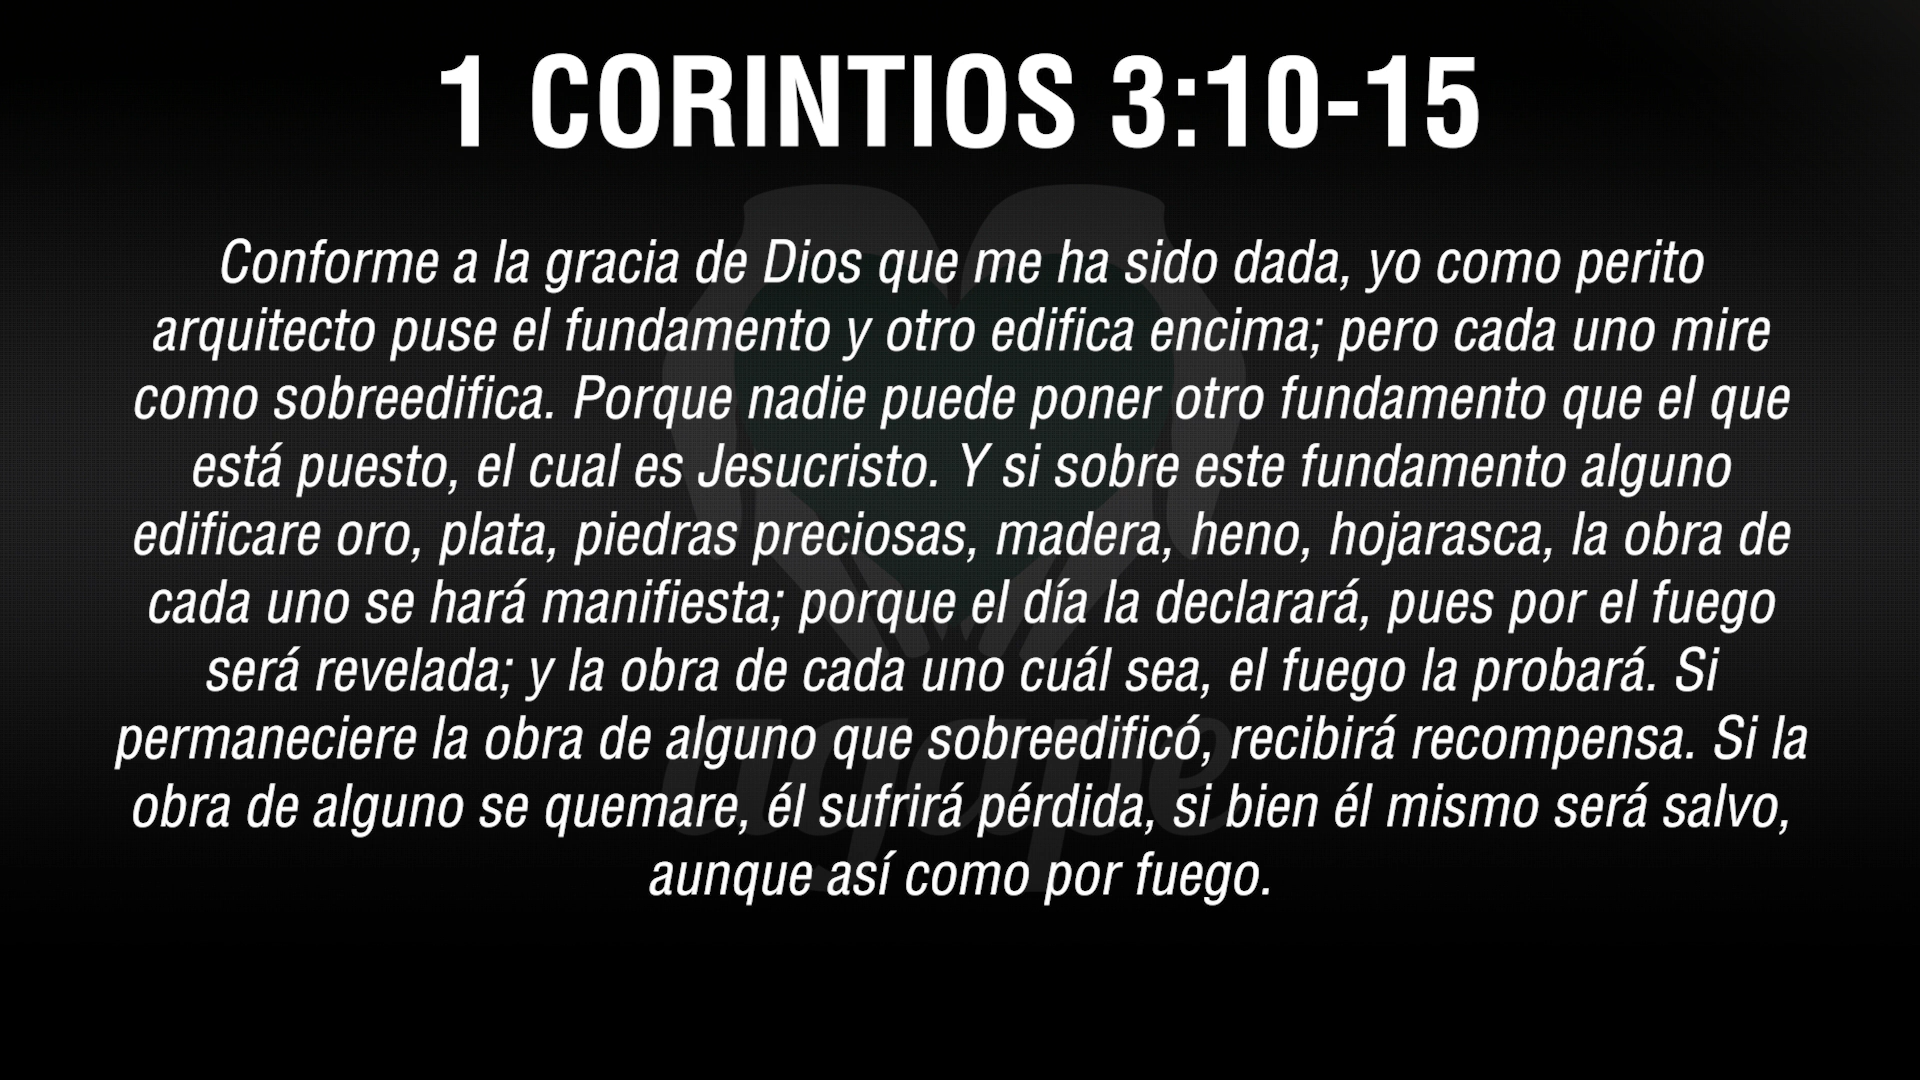 1 CORINTIOS 3:10-15
Conforme a la gracia de Dios que me ha sido dada, yo como perito
arquitecto puse el fundamento y otro edifica encima; pero cada uno mire
como sobreedifica. Porque nadie puede poner otro fundamento que el que
está puesto, el cual es Jesucristo. Y si sobre este fundamento alguno
edificare oro, plata, piedras preciosas, madera, heno, hojarasca, la obra de
cada uno se hará manifiesta; porque el día la declarará, pues por el fuego
será revelada; y la obra de cada uno cuál sea, el fuego la probará. Si
permaneciere la obra de alguno que sobreedificó, recibirá recompensa. Si la
obra de alguno se quemare, él sufrirá pérdida, si bien él mismo será salvo,
aunque así como por fuego.
agape